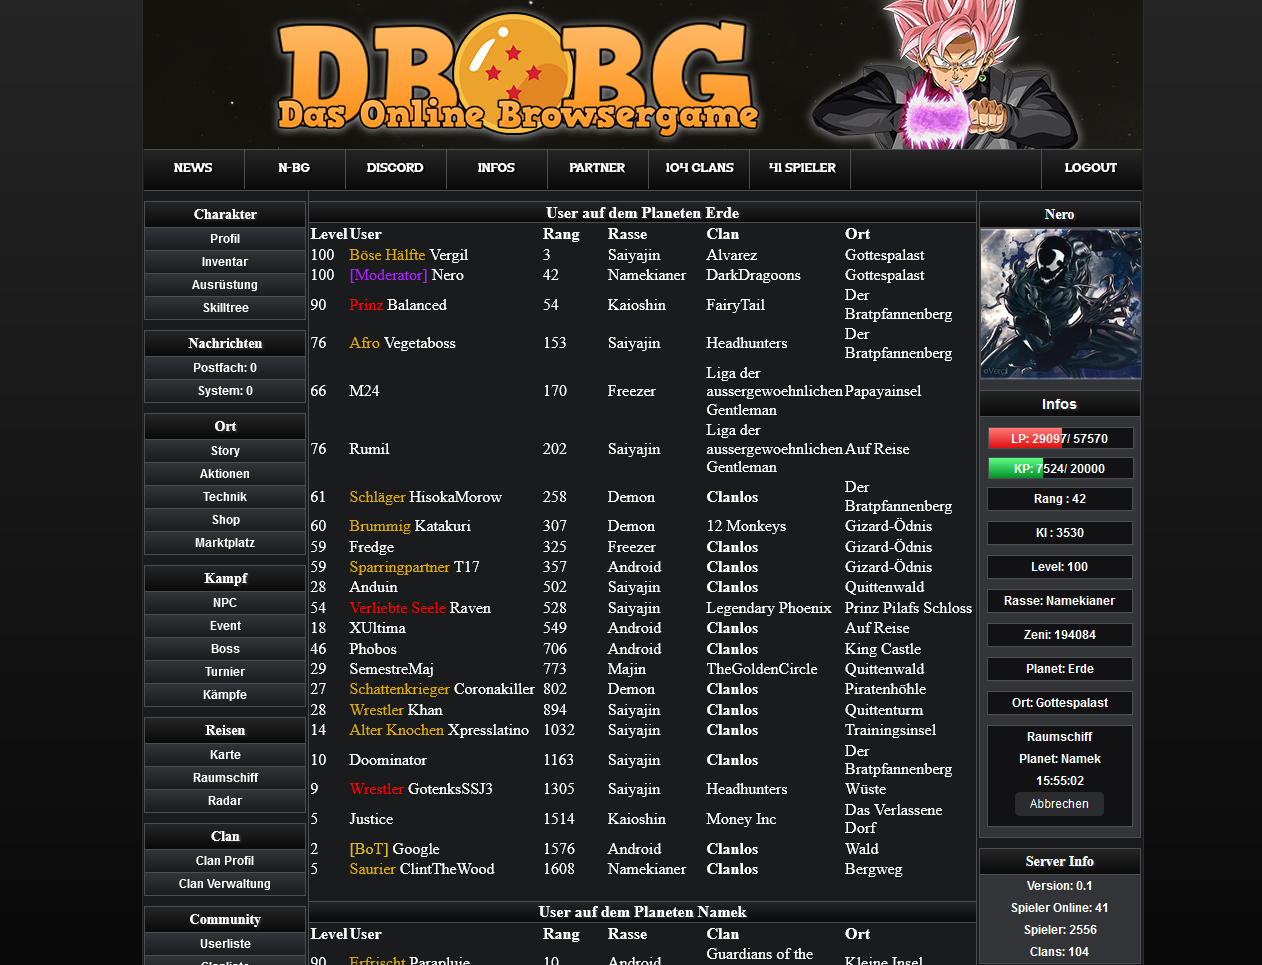 DBBG
Das Online Browsergame
NEWS
N-BG
DISCORD
INFOS
PARTNER
104 CLANS
41 SPIELER
LOGOUT
Charakter
Profil
Inventar
Ausrüstung
Skilltree
Nachrichten
Postfach: 0
System: 0
Ort
Story
Aktionen
Technik
Shop
Marktplatz
Kampf
NPC
Event
Boss
Turnier
Kämpfe
Reisen
Karte
Raumschiff
Radar
Clan
Clan Profil
Clan Verwaltung
Community
Userliste
Clanliste
User auf dem Planeten Erde
Level User Rang Rasse Clan Ort
100 Böse Hälfte Vergil 3 Saiyajin Alvarez Gottespalast
100 [Moderator] Nero 42 Namekianer DarkDragoons Gottespalast
90 Prinz Balanced 54 Kaioshin FairyTail Der
Bratpfannenberg
76 Afro Vegetaboss 153 Saiyajin Headhunters Der
Bratpfannenberg
66 M24 170 Freezer Liga der
aussergewoehnlichen
Gentleman Papayainsel
76 Rumil 202 Saiyajin Liga der
aussergewoehnlichen
Gentleman Auf Reise
61 Schläger HisokaMorow 258 Demon Clanlos Der
Bratpfannenberg
60 Brummig Katakuri 307 Demon 12 Monkeys Gizard-Ödnis
59 Fredge 325 Freezer Clanlos Gizard-Ödnis
59 Sparringpartner T17 357 Android Clanlos Gizard-Ödnis
28 Anduin 502 Saiyajin Clanlos Quittenwald
54 Verliebte Seele Raven 528 Saiyajin Legendary Phoenix Prinz Pilafs Schloss
18 XUltima 549 Android Clanlos Auf Reise
46 Phobos 706 Android Clanlos King Castle
29 SemestreMaj 773 Majin TheGoldenCircle Quittenwald
27 Schattenkrieger Coronakiller 802 Demon Clanlos Piratenhöhle
28 Wrestler Khan 894 Saiyajin Clanlos Quittenturm
14 Alter Knochen Xpresslatino 1032 Saiyajin Clanlos Trainingsinsel
10 Doominator 1163 Saiyajin Clanlos Der
Bratpfannenberg
9 Wrestler GotenksSSJ3 1305 Saiyajin Headhunters Wüste
5 Justice 1514 Kaioshin Money Inc Das Verlassene
Dorf
2 [BoT] Google 1576 Android Clanlos Wald
5 Saurier ClintTheWood 1608 Namekianer Clanlos Bergweg
User auf dem Planeten Namek
Level User Rang Rasse Clan Ort
90 Erfrischt Parapluie 10 Android Guardians of the Kleine Insel
Nero
©Vergil
Infos
LP: 29097/ 57570
KP: 7524/ 20000
Rang : 42
KI : 3530
Level: 100
Rasse: Namekianer
Zeni: 194084
Planet: Erde
Ort: Gottespalast
Raumschiff
Planet: Namek
15:55:02
Abbrechen
Server Info
Version: 0.1
Spieler Online: 41
Spieler: 2556
Clans: 104